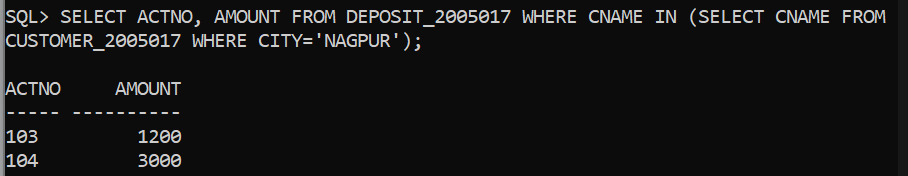 SQL> SELECT ACTNO, AMOUNT FROM DEPOSIT_2005017 WHERE CNAME IN (SELECT CNAME FROM
CUSTOMER_2005017 WHERE CITY='NAGPUR');
ACTNO     AMOUNT
----- ----------
103         1200
104         3000